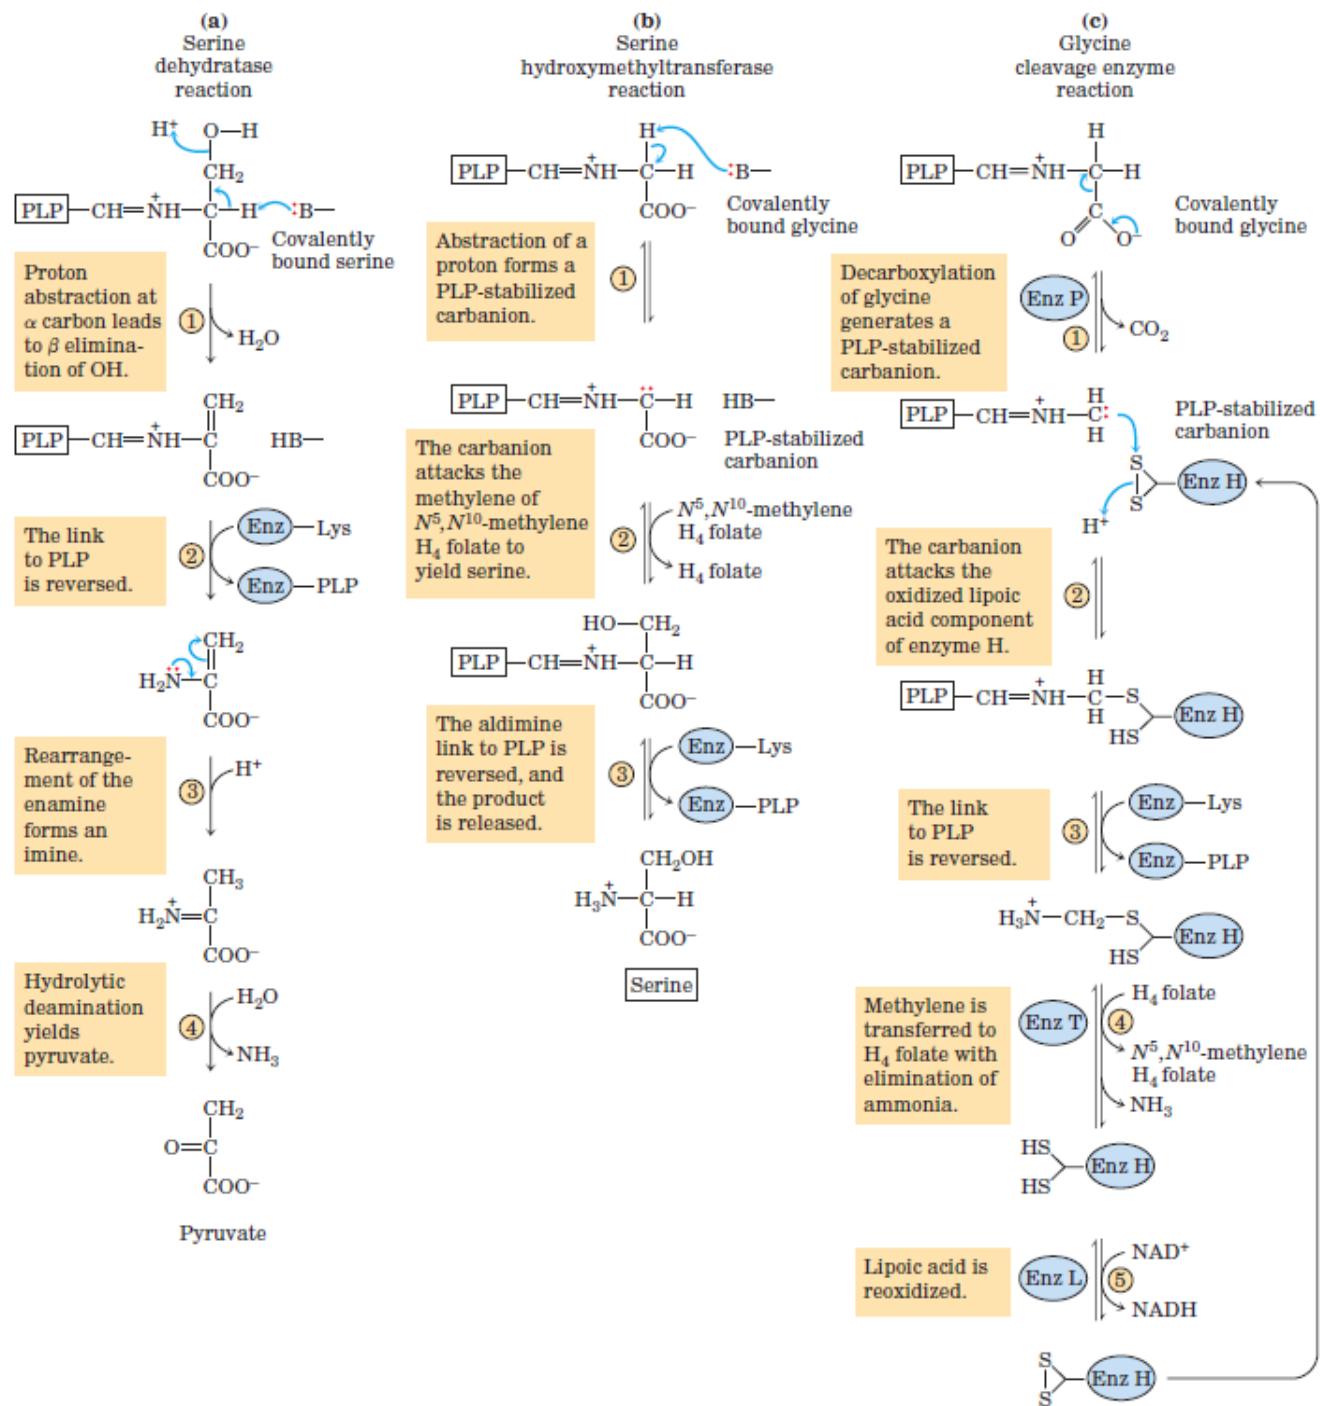 (a)
Serine
dehydratase
reaction
H⁺ O—H
CH₂
PLP—CH=N⁺H—C—H :B—
COO⁻
Covalently
bound serine
Proton
abstraction at
α carbon leads
to β elimina-
tion of OH.
①
H₂O
CH₂
PLP—CH=N⁺H—C HB—
COO⁻
The link
to PLP
is reversed.
②
Enz—Lys
Enz—PLP
CH₂
H₂N̈—C
COO⁻
Rearrange-
ment of the
enamine
forms an
imine.
③
H⁺
CH₃
H₂N⁺=C
COO⁻
Hydrolytic
deamination
yields
pyruvate.
④
H₂O
NH₃
CH₂
O=C
COO⁻
Pyruvate
(b)
Serine
hydroxymethyltransferase
reaction
H
PLP—CH=N⁺H—C—H :B—
COO⁻
Covalently
bound glycine
Abstraction of a
proton forms a
PLP-stabilized
carbanion.
①
PLP—CH=N⁺H—C̈—H HB—
COO⁻
PLP-stabilized
carbanion
The carbanion
attacks the
methylene of
N⁵,N¹⁰-methylene
H₄ folate to
yield serine.
②
N⁵,N¹⁰-methylene
H₄ folate
H₄ folate
HO—CH₂
PLP—CH=N⁺H—C—H
COO⁻
The aldimine
link to PLP is
reversed, and
the product
is released.
③
Enz—Lys
Enz—PLP
CH₂OH
H₃N⁺—C—H
COO⁻
Serine
(c)
Glycine
cleavage enzyme
reaction
H
PLP—CH=N⁺H—C—H
C
O O⁻
Covalently
bound glycine
Decarboxylation
of glycine
generates a
PLP-stabilized
carbanion.
Enz P
①
CO₂
H
PLP—CH=N⁺H—C:
H
PLP-stabilized
carbanion
S
S
Enz H
H⁺
The carbanion
attacks the
oxidized lipoic
acid component
of enzyme H.
②
H
PLP—CH=N⁺H—C—S
H
HS
Enz H
The link
to PLP
is reversed.
③
Enz—Lys
Enz—PLP
H₃N⁺—CH₂—S
HS
Enz H
Methylene is
transferred to
H₄ folate with
elimination of
ammonia.
Enz T
④
H₄ folate
N⁵,N¹⁰-methylene
H₄ folate
NH₃
HS
HS
Enz H
Lipoic acid is
reoxidized.
Enz L
⑤
NAD⁺
NADH
S
S
Enz H